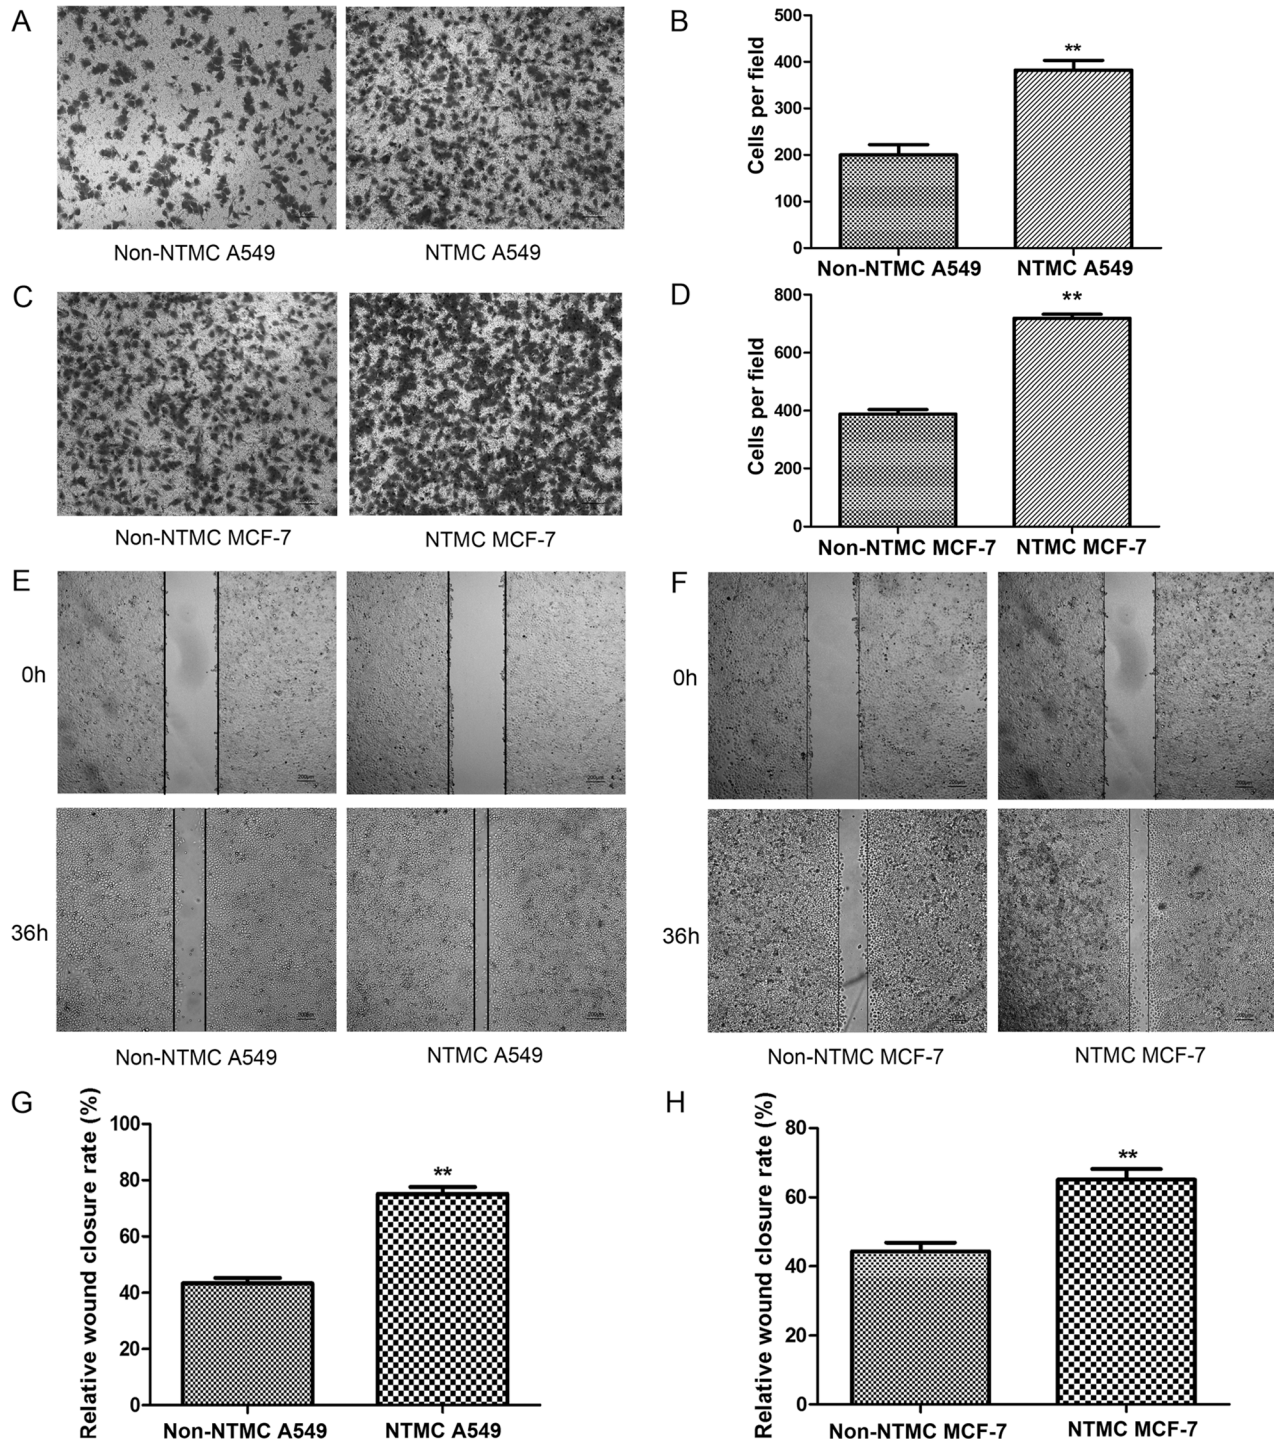 A
Non-NTMC A549
NTMC A549
B
Cells per field
500
400
300
200
100
0
**
Non-NTMC A549
NTMC A549
C
Non-NTMC MCF-7
NTMC MCF-7
D
Cells per field
800
600
400
200
0
**
Non-NTMC MCF-7
NTMC MCF-7
E
0h
200μm
200μm
36h
200μm
200μm
Non-NTMC A549
NTMC A549
F
0h
36h
Non-NTMC MCF-7
NTMC MCF-7
G
Relative wound closure rate (%)
100
80
60
40
20
0
**
Non-NTMC A549
NTMC A549
H
Relative wound closure rate (%)
80
60
40
20
0
**
Non-NTMC MCF-7
NTMC MCF-7